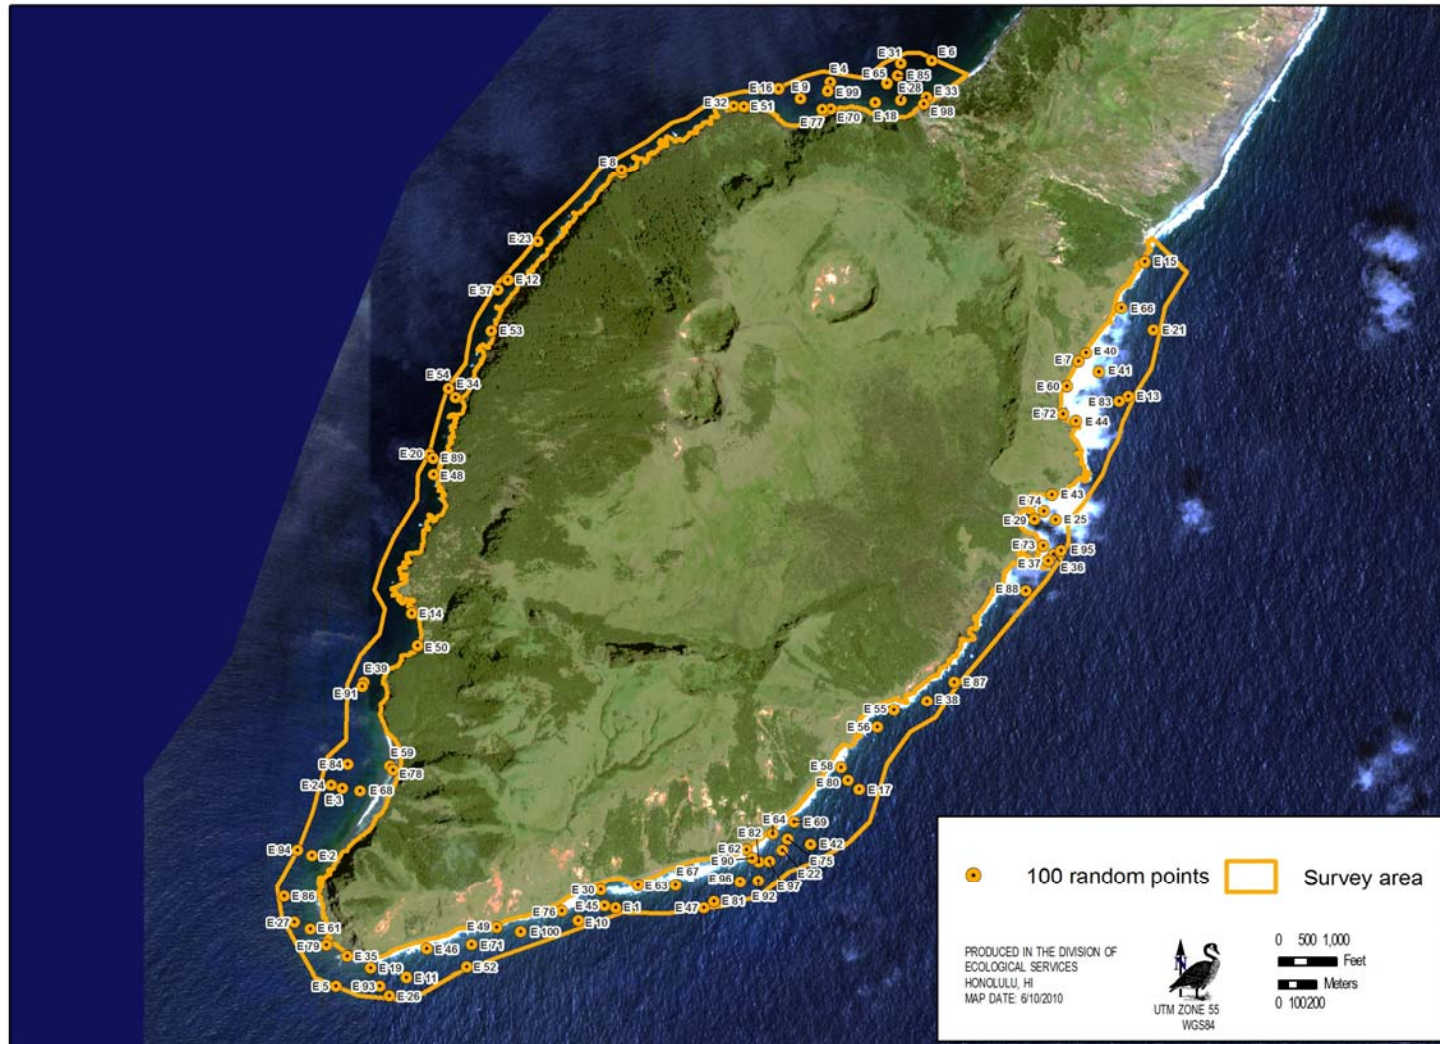 E 31
E 6
E 4
E 65
E 85
E 16
E 9
E 99
E 28
E 33
E 32
E 51
E 77
E 70
E 18
E 98
E 8
E 23
E 15
E 12
E 57
E 66
E 53
E 21
E 40
E 7
E 41
E 54
E 34
E 60
E 13
E 83
E 72
E 44
E 20
E 89
E 48
E 43
E 74
E 29
E 25
E 73
E 95
E 37
E 36
E 88
E 14
E 50
E 39
E 91
E 87
E 38
E 55
E 56
E 59
E 84
E 78
E 58
E 24
E 3
E 68
E 80
E 17
E 64
E 69
E 82
E 94
E 2
E 62
E 42
E 90
E 75
E 22
E 67
E 30
E 63
E 96
E 97
E 86
E 92
E 81
E 45
E 1
E 47
E 76
E 10
E 27
E 61
E 49
E 100
E 79
E 46
E 71
E 35
E 19
E 52
E 11
E 5
E 93
E 26
100 random points
Survey area
PRODUCED IN THE DIVISION OF
ECOLOGICAL SERVICES
HONOLULU, HI
MAP DATE: 6/10/2010
N
UTM ZONE 55
WGS84
0 500 1,000
Feet
Meters
0 100200